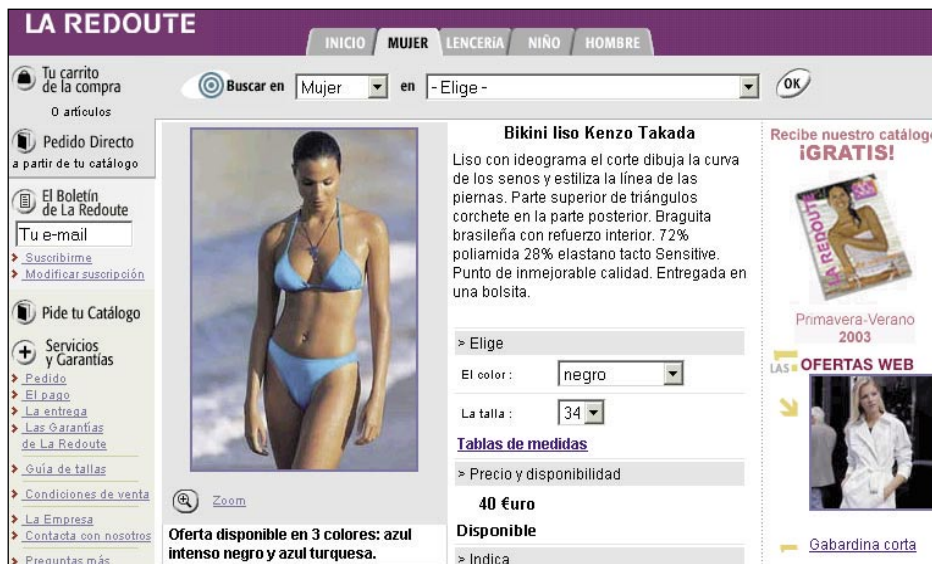 LA REDOUTE
INICIO
MUJER
LENCERÍA
NIÑO
HOMBRE
Tu carrito
de la compra
0 artículos
Buscar en
Mujer
en
- Elige -
OK
Pedido Directo
a partir de tu catálogo
El Boletín
de La Redoute
Tu e-mail
Suscribirme
Modificar suscripción
Pide tu Catálogo
Servicios
y Garantías
Pedido
El pago
La entrega
Las Garantías
de La Redoute
Guía de tallas
Condiciones de venta
La Empresa
Contacta con nosotros
Preguntas más
Zoom
Oferta disponible en 3 colores: azul
intenso negro y azul turquesa.
Bikini liso Kenzo Takada
Liso con ideograma el corte dibuja la curva
de los senos y estiliza la línea de las
piernas. Parte superior de triángulos
corchete en la parte posterior. Braguita
brasileña con refuerzo interior. 72%
poliamida 28% elastano tacto Sensitive.
Punto de inmejorable calidad. Entregada en
una bolsita.
> Elige
El color :
negro
La talla :
34
Tablas de medidas
> Precio y disponibilidad
40 €uro
Disponible
> Indica
Recibe nuestro catálogo
¡GRATIS!
LA REDOUTE
Primavera-Verano
2003
LAS 1
OFERTAS WEB
Gabardina corta